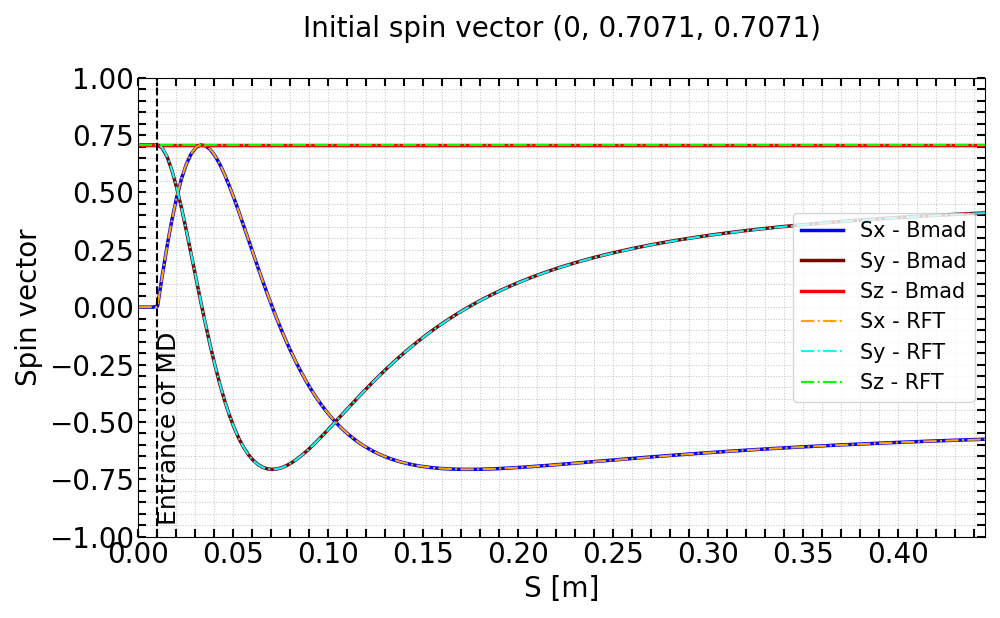 Initial spin vector (0, 0.7071, 0.7071)
1.00
0.75
0.50
0.25
0.00
−0.25
−0.50
−0.75
−1.00
Spin vector
Entrance of MD
Sx - Bmad
Sy - Bmad
Sz - Bmad
Sx - RFT
Sy - RFT
Sz - RFT
0.00 0.05 0.10 0.15 0.20 0.25 0.30 0.35 0.40
S [m]